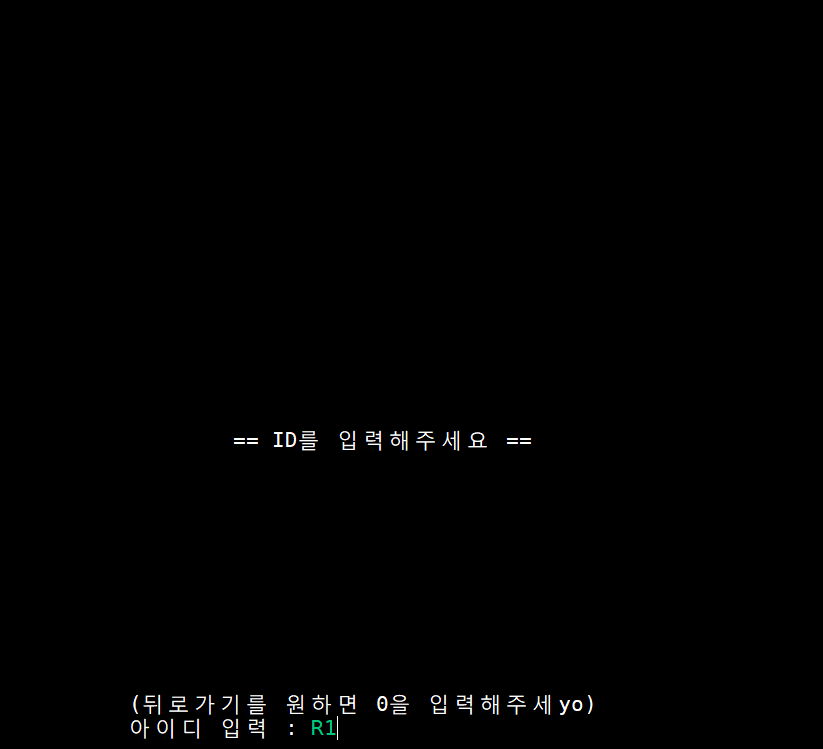 == ID를 입력해주세요 ==
(뒤로가기를 원하면 0을 입력해주세yo)
아이디 입력 : R1